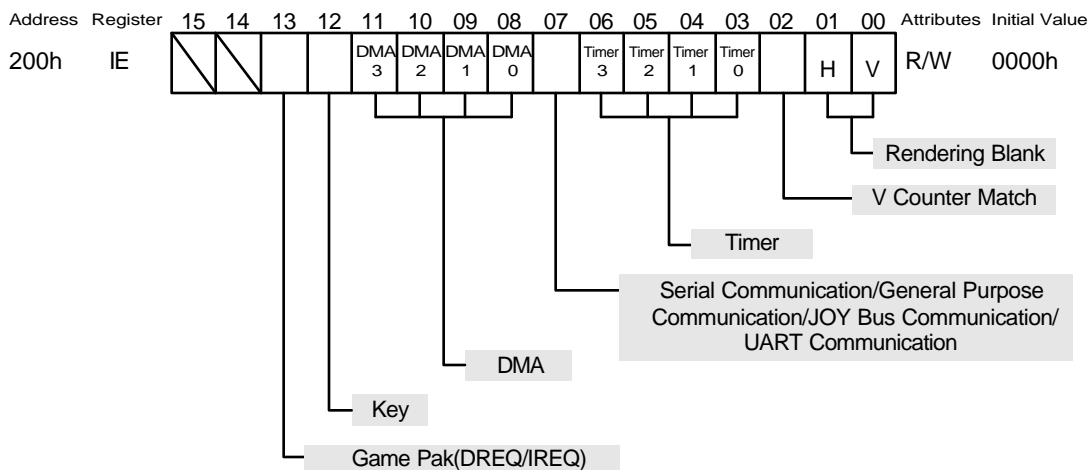 Address Register 15 14 13 12 11 10 09 08 07 06 05 04 03 02 01 00 Attributes Initial Value
200h IE DMA 3 DMA 2 DMA 1 DMA 0 Timer 3 Timer 2 Timer 1 Timer 0 H V R/W 0000h
Rendering Blank
V Counter Match
Timer
Serial Communication/General Purpose
Communication/JOY Bus Communication/
UART Communication
DMA
Key
Game Pak(DREQ/IREQ)